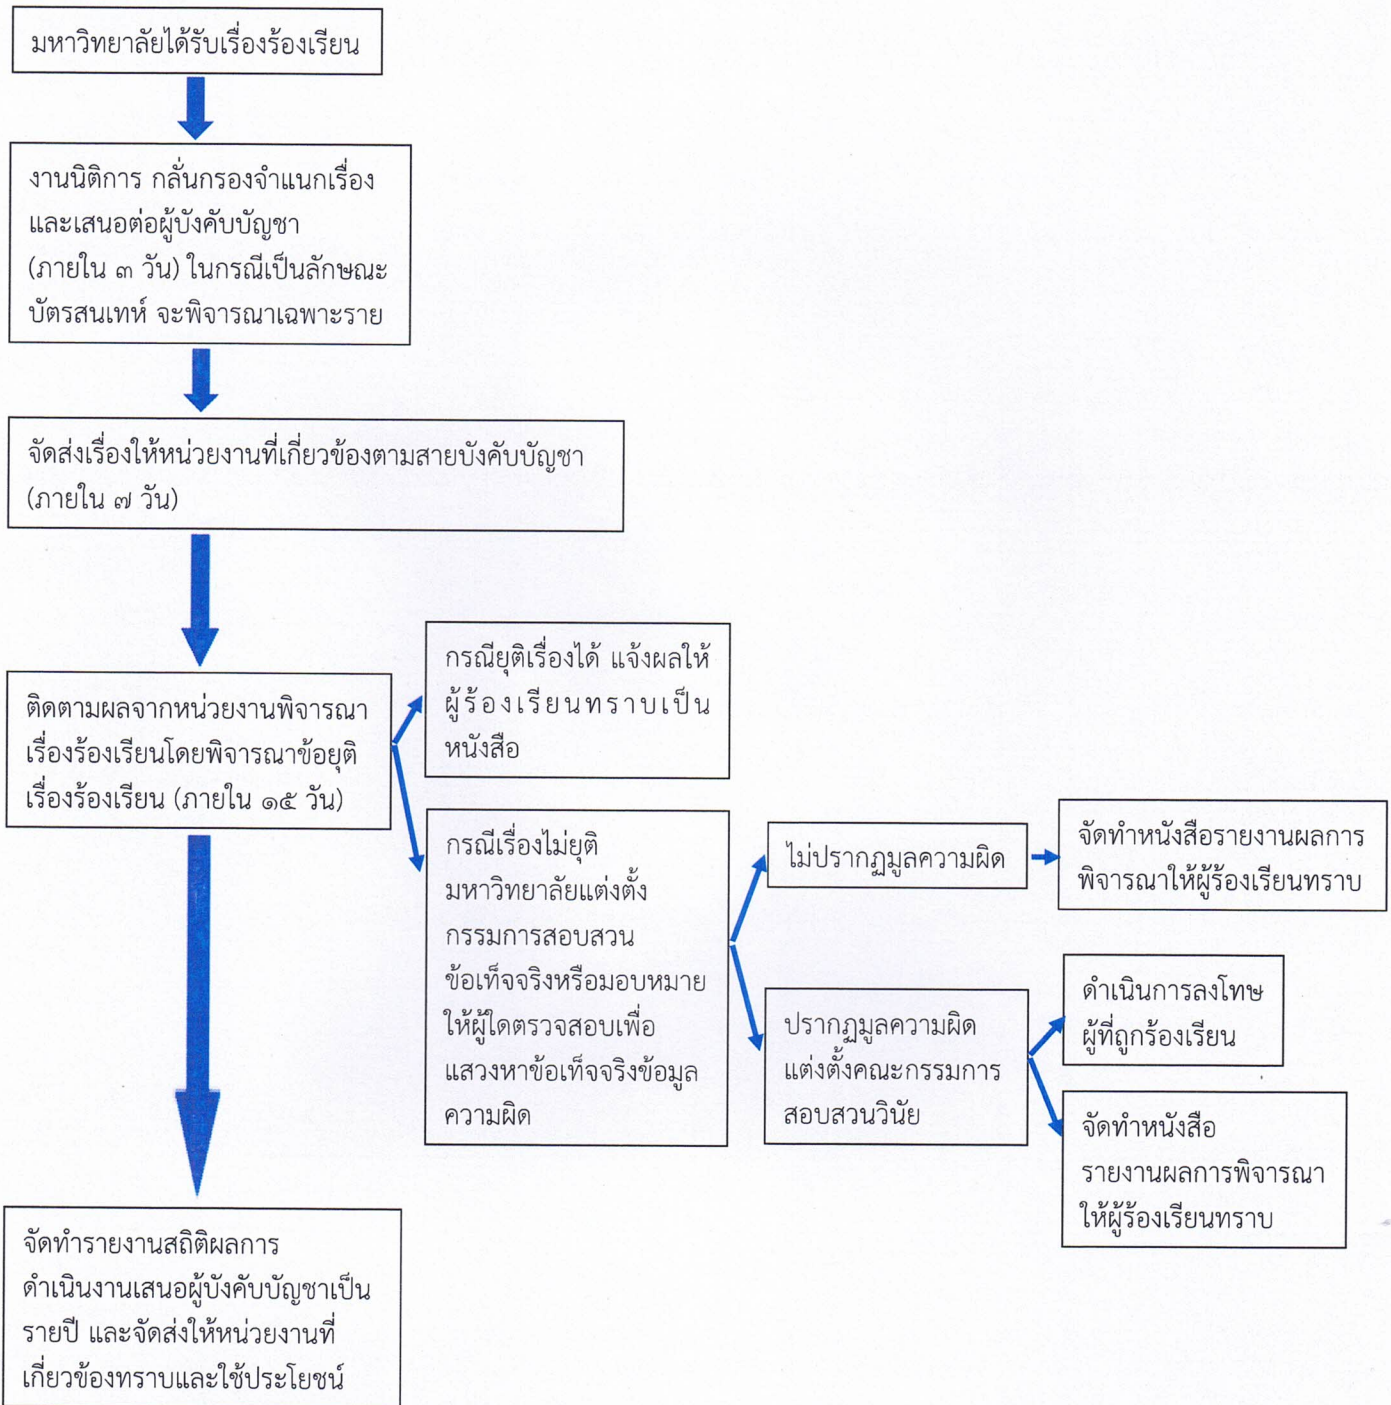 มหาวิทยาลัยได้รับเรื่องร้องเรียน
งานนิติการ กลั่นกรองจำแนกเรื่อง
และเสนอต่อผู้บังคับบัญชา
(ภายใน ๓ วัน) ในกรณีเป็นลักษณะ
บัตรสนเทห์ จะพิจารณาเฉพาะราย
จัดส่งเรื่องให้หน่วยงานที่เกี่ยวข้องตามสายบังคับบัญชา
(ภายใน ๗ วัน)
ติดตามผลจากหน่วยงานพิจารณา
เรื่องร้องเรียนโดยพิจารณาข้อยุติ
เรื่องร้องเรียน (ภายใน ๑๕ วัน)
กรณียุติเรื่องได้ แจ้งผลให้
ผู้ร้องเรียนทราบเป็น
หนังสือ
กรณีเรื่องไม่ยุติ
มหาวิทยาลัยแต่งตั้ง
กรรมการสอบสวน
ข้อเท็จจริงหรือมอบหมาย
ให้ผู้ใดตรวจสอบเพื่อ
แสวงหาข้อเท็จจริงข้อมูล
ความผิด
ไม่ปรากฏมูลความผิด
จัดทำหนังสือรายงานผลการ
พิจารณาให้ผู้ร้องเรียนทราบ
ปรากฏมูลความผิด
แต่งตั้งคณะกรรมการ
สอบสวนวินัย
ดำเนินการลงโทษ
ผู้ที่ถูกร้องเรียน
จัดทำหนังสือ
รายงานผลการพิจารณา
ให้ผู้ร้องเรียนทราบ
จัดทำรายงานสถิติผลการ
ดำเนินงานเสนอผู้บังคับบัญชาเป็น
รายปี และจัดส่งให้หน่วยงานที่
เกี่ยวข้องทราบและใช้ประโยชน์